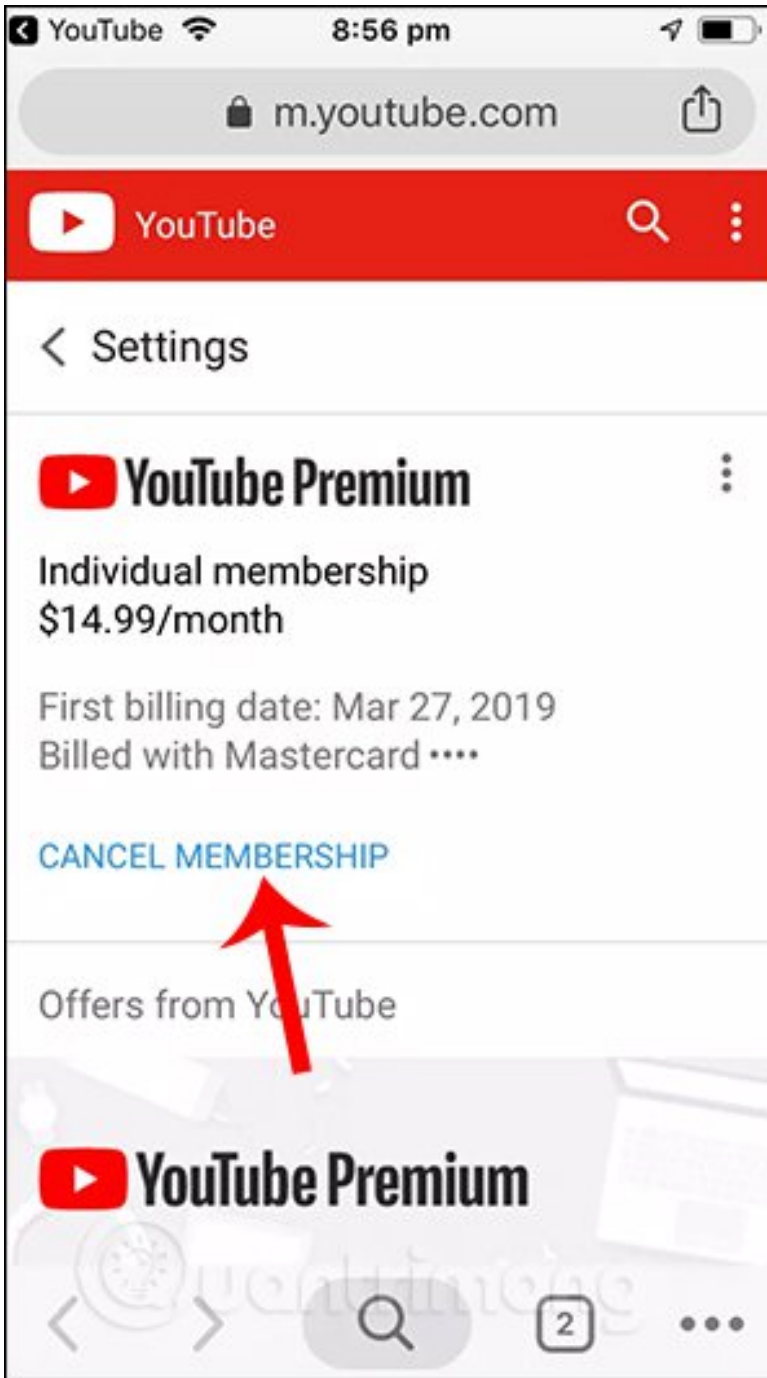 YouTube 8:56 pm
m.youtube.com
YouTube
Settings
YouTube Premium
Individual membership
$14.99/month
First billing date: Mar 27, 2019
Billed with Mastercard ••••
CANCEL MEMBERSHIP
Offers from YouTube
YouTube Premium
Quantrimang
2